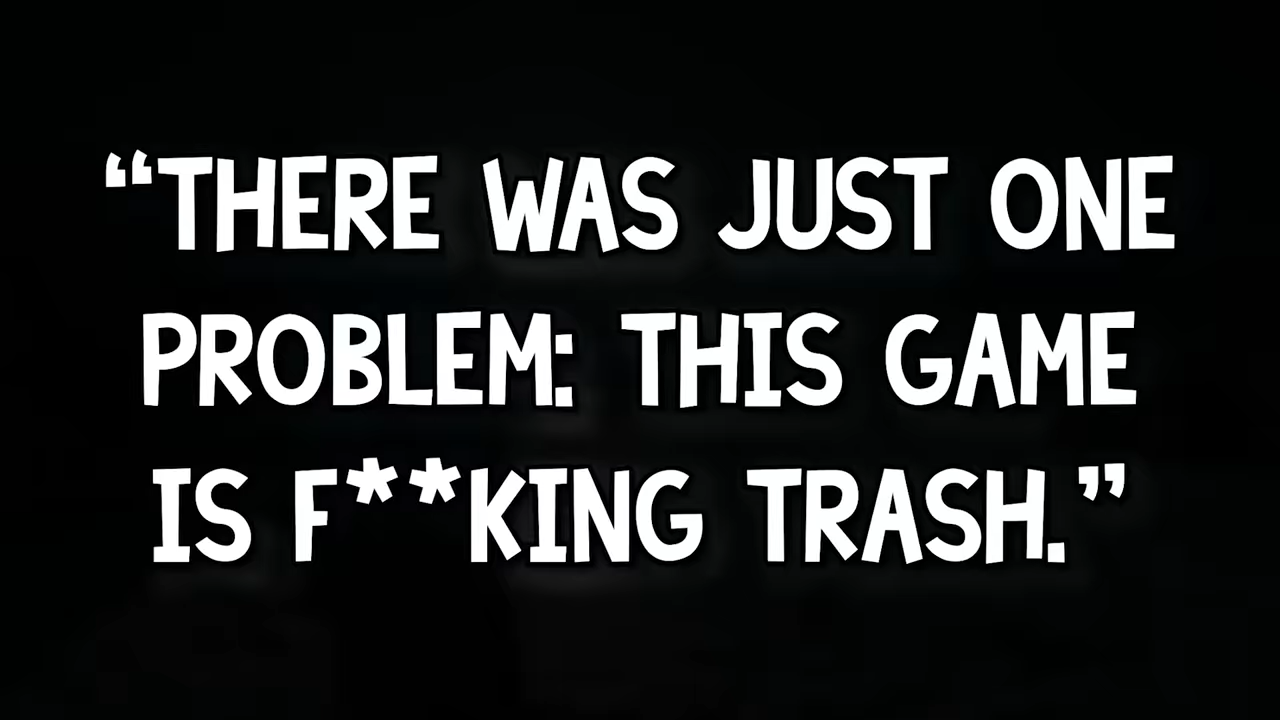 “THERE WAS JUST ONE
PROBLEM: THIS GAME
IS F**KING TRASH.”